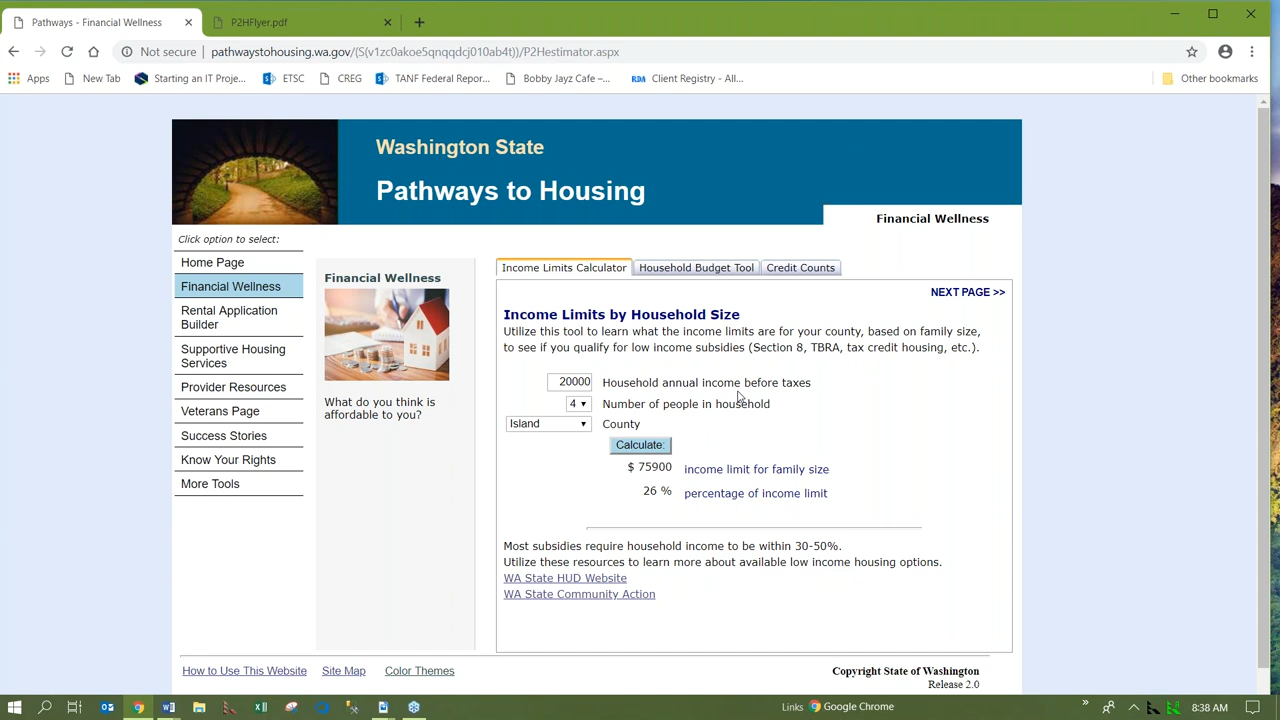 Pathways - Financial Wellness
P2HFlyer.pdf
Not secure
pathwaystohousing.wa.gov/(S(v1zc0akoe5qnqqdcj010ab4t))/P2Hestimator.aspx
Apps
New Tab
Starting an IT Proje...
ETSC
CREG
TANF Federal Repor...
Bobby Jayz Cafe –...
RDA
Client Registry - All...
Other bookmarks
Washington State
Pathways to Housing
Financial Wellness
Click option to select:
Home Page
Financial Wellness
Rental Application
Builder
Supportive Housing
Services
Provider Resources
Veterans Page
Success Stories
Know Your Rights
More Tools
Financial Wellness
What do you think is
affordable to you?
Income Limits Calculator
Household Budget Tool
Credit Counts
NEXT PAGE >>
Income Limits by Household Size
Utilize this tool to learn what the income limits are for your county, based on family size,
to see if you qualify for low income subsidies (Section 8, TBRA, tax credit housing, etc.).
20000 Household annual income before taxes
4 Number of people in household
Island County
Calculate:
$ 75900 income limit for family size
26 % percentage of income limit
Most subsidies require household income to be within 30-50%.
Utilize these resources to learn more about available low income housing options.
WA State HUD Website
WA State Community Action
How to Use This Website
Site Map
Color Themes
Copyright State of Washington
Release 2.0
Links
Google Chrome
8:38 AM